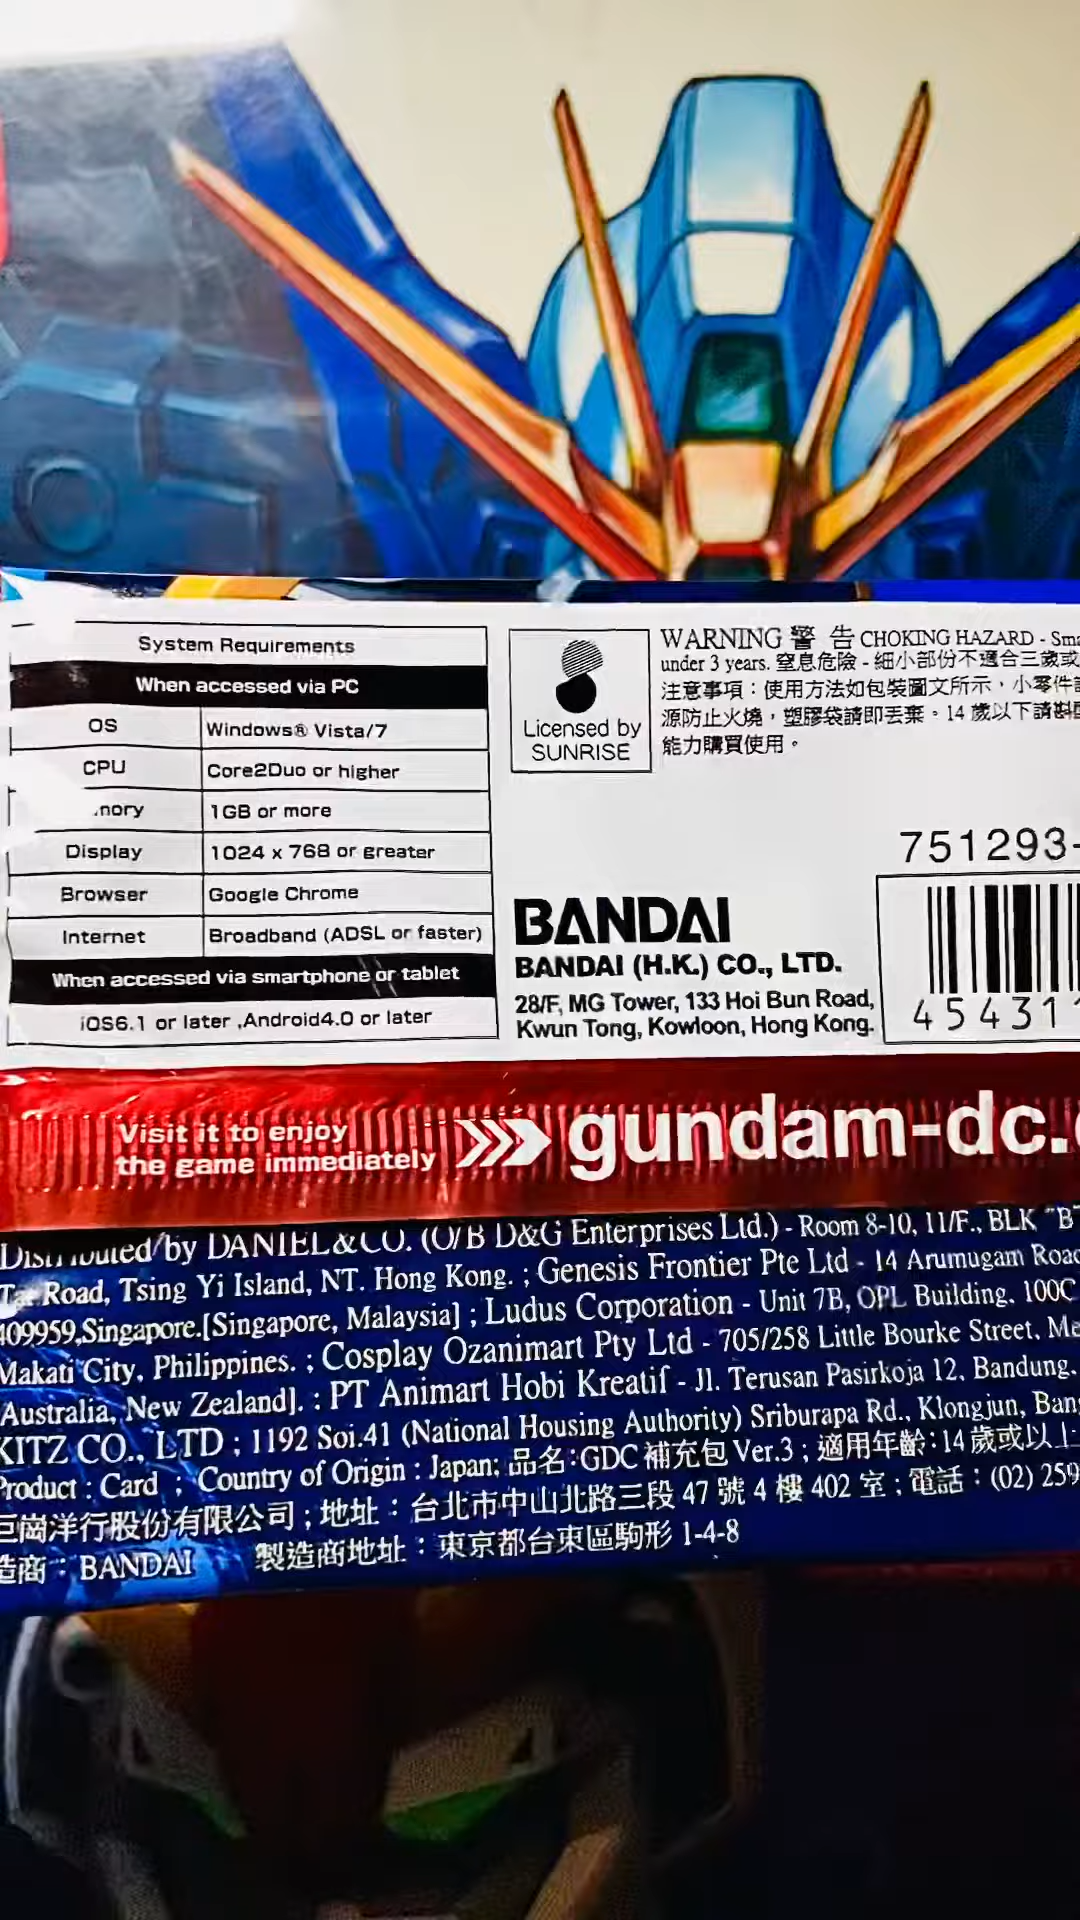 System Requirements
When accessed via PC
OS Windows® Vista/7
CPU Core2Duo or higher
1GB or more
Display 1024 x 768 or greater
Browser Google Chrome
Internet Broadband (ADSL or faster)
When accessed via smartphone or tablet
iOS6.1 or later ,Android4.0 or later
Licensed by
SUNRISE
WARNING 警 告 CHOKING HAZARD -
under 3 years. 窒息危險 - 細小部份不適合三歲或
注意事項：使用方法如包裝圖文所示，小零件
源防止火燒，塑膠袋請即丟棄。14 歲以下請斟
能力購買使用。
751293-
BANDAI
BANDAI (H.K.) CO., LTD.
28/F, MG Tower, 133 Hoi Bun Road,
Kwun Tong, Kowloon, Hong Kong.
454311
Visit it to enjoy
the game immediately
gundam-dc.
by DANIEL & CO. (O/B D&G Enterprises Ltd.) - Room 8-10, 11/F., BLK "B"
Road, Tsing Yi Island, NT. Hong Kong. ; Genesis Frontier Pte Ltd - 14 Arumugam Road
409959,Singapore.[Singapore, Malaysia] ; Ludus Corporation - Unit 7B, OPL Building, 100C
Makati City, Philippines. ; Cosplay Ozanimart Pty Ltd - 705/258 Little Bourke Street,
Australia, New Zealand]. : PT Animart Hobi Kreatif - Jl. Terusan Pasirkoja 12, Bandung.
KITZ CO., LTD ; 1192 Soi.41 (National Housing Authority) Sriburapa Rd., Klongjun,
Product : Card ; Country of Origin : Japan; 品名:GDC 補充包 Ver.3 ; 適用年齡:14 歲或以上
股份有限公司 ; 地址：台北市中山北路三段 47 號 4 樓 402 室 ; 電話：(02) 259
造商：BANDAI 製造商地址：東京都台東區駒形 1-4-8